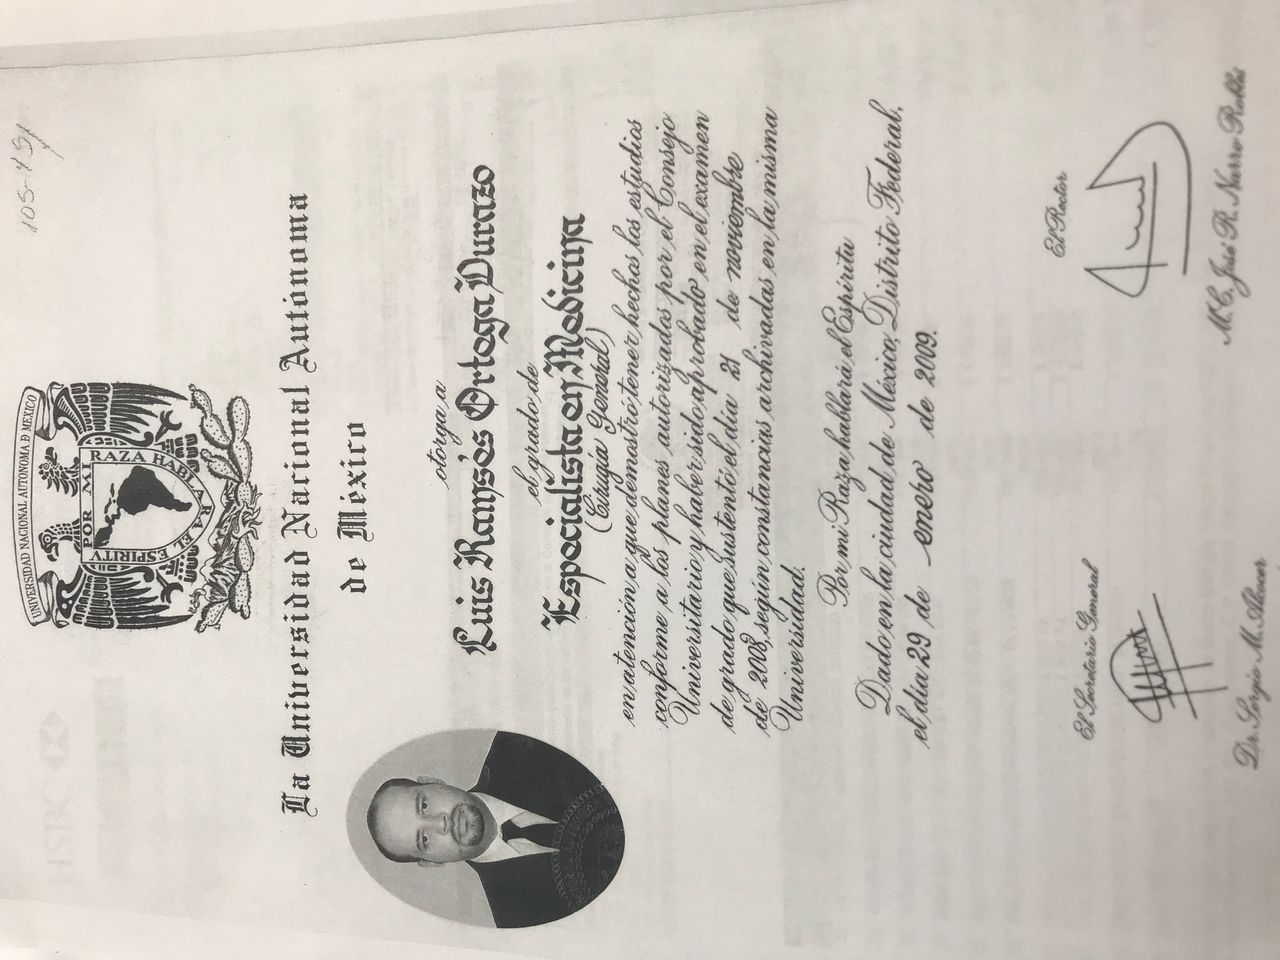 105-491
HSBC
UNIVERSIDAD NACIONAL AUTONOMA D MEXICO
POR MI RAZA HABLARA EL ESPIRITV
La Universidad Nacional Autónoma
de México
otorga a
Luis Ramsés Ortega Durazo
el grado de
Especialista en Medicina
(Cirugía General)
en atención a que demostró tener hechos los estudios
conforme a los planes autorizados por el Consejo
Universitario y haber sido aprobado en el examen
de grado que sustentó el día 21 de noviembre
de 2008, según constancias archivadas en la misma
Universidad.
Por mi Raza hablará el Espíritu
Dado en la ciudad de México, Distrito Federal,
el día 29 de enero de 2009.
El Secretario General
El Rector
Dr. Sergio M. Alcocer
M.C. José R. Narro Robles